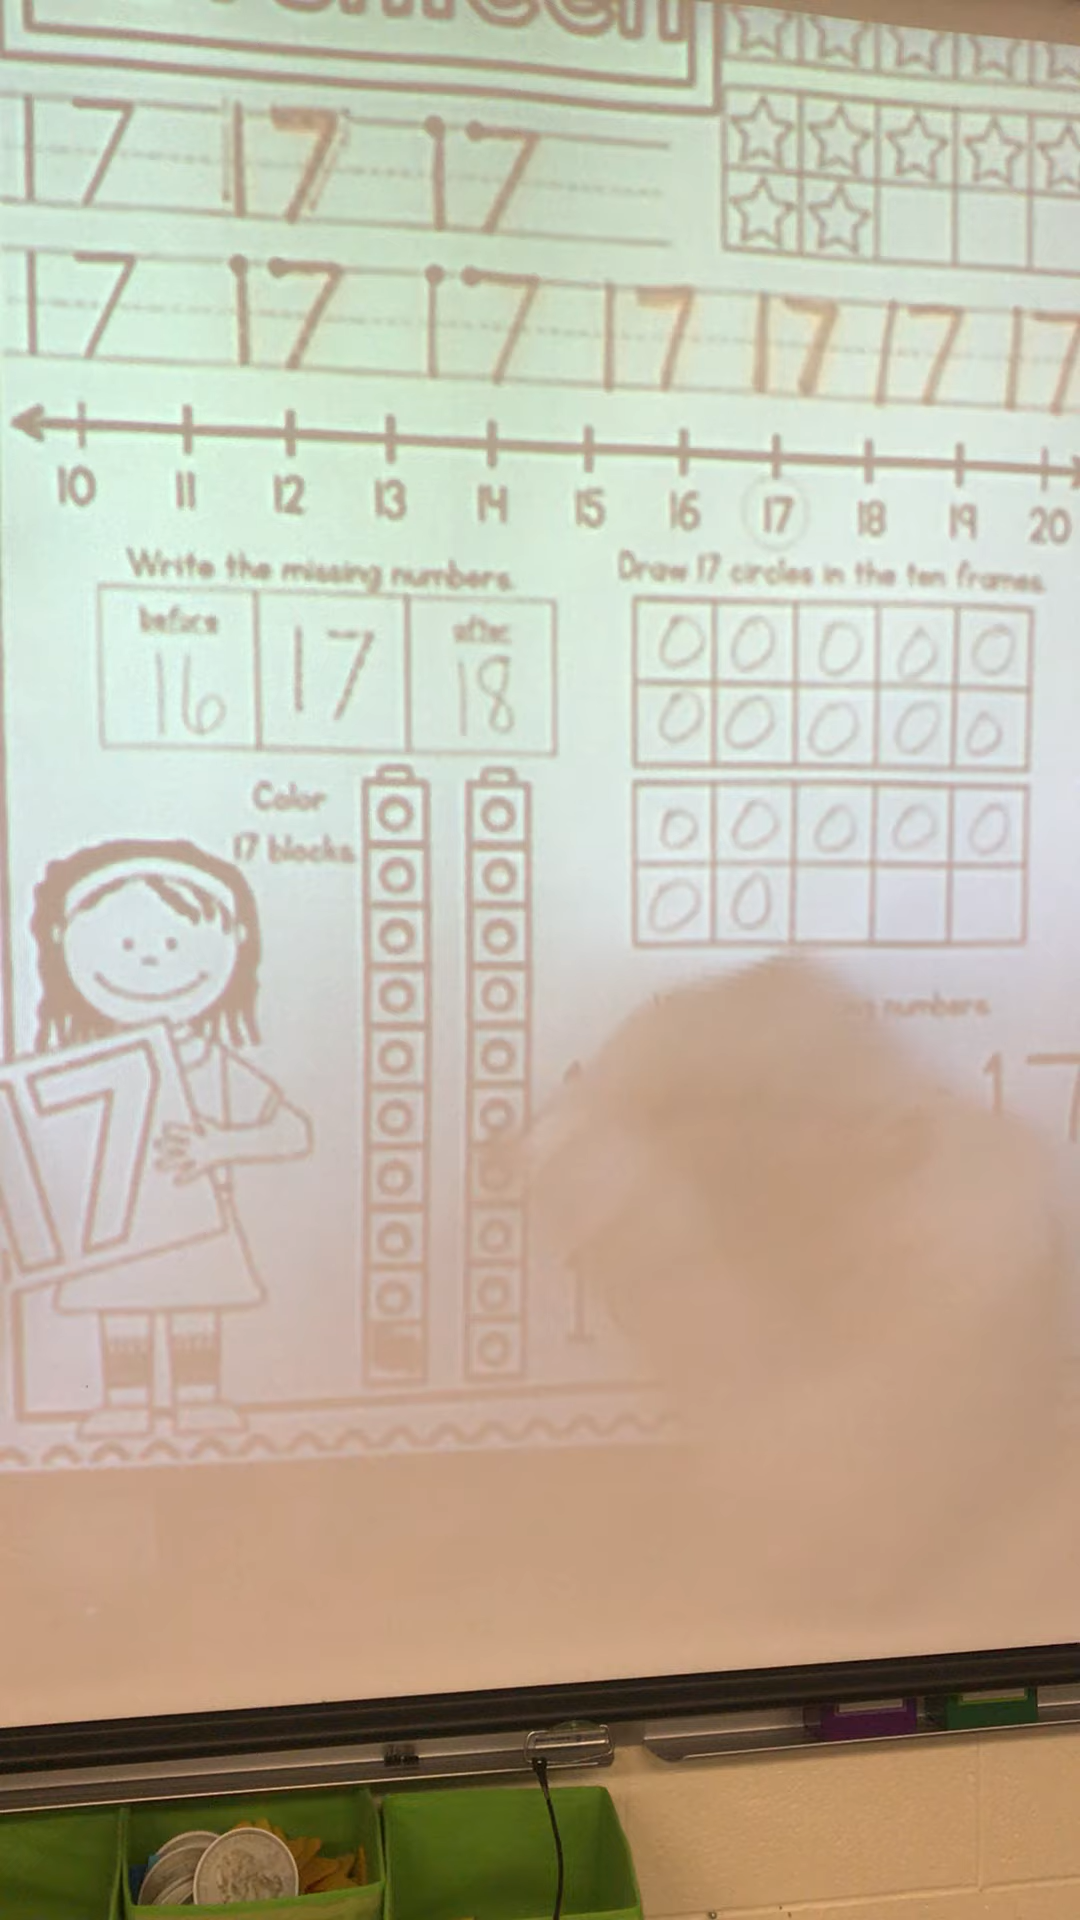 17 17 17
17 17 17 17 17 17 17
10 11 12 13 14 15 16 17 18 19 20
Write the missing numbers.
before after
16 17 18
Draw 17 circles in the ten frames.
Color
17 blocks.
numbers
17
17